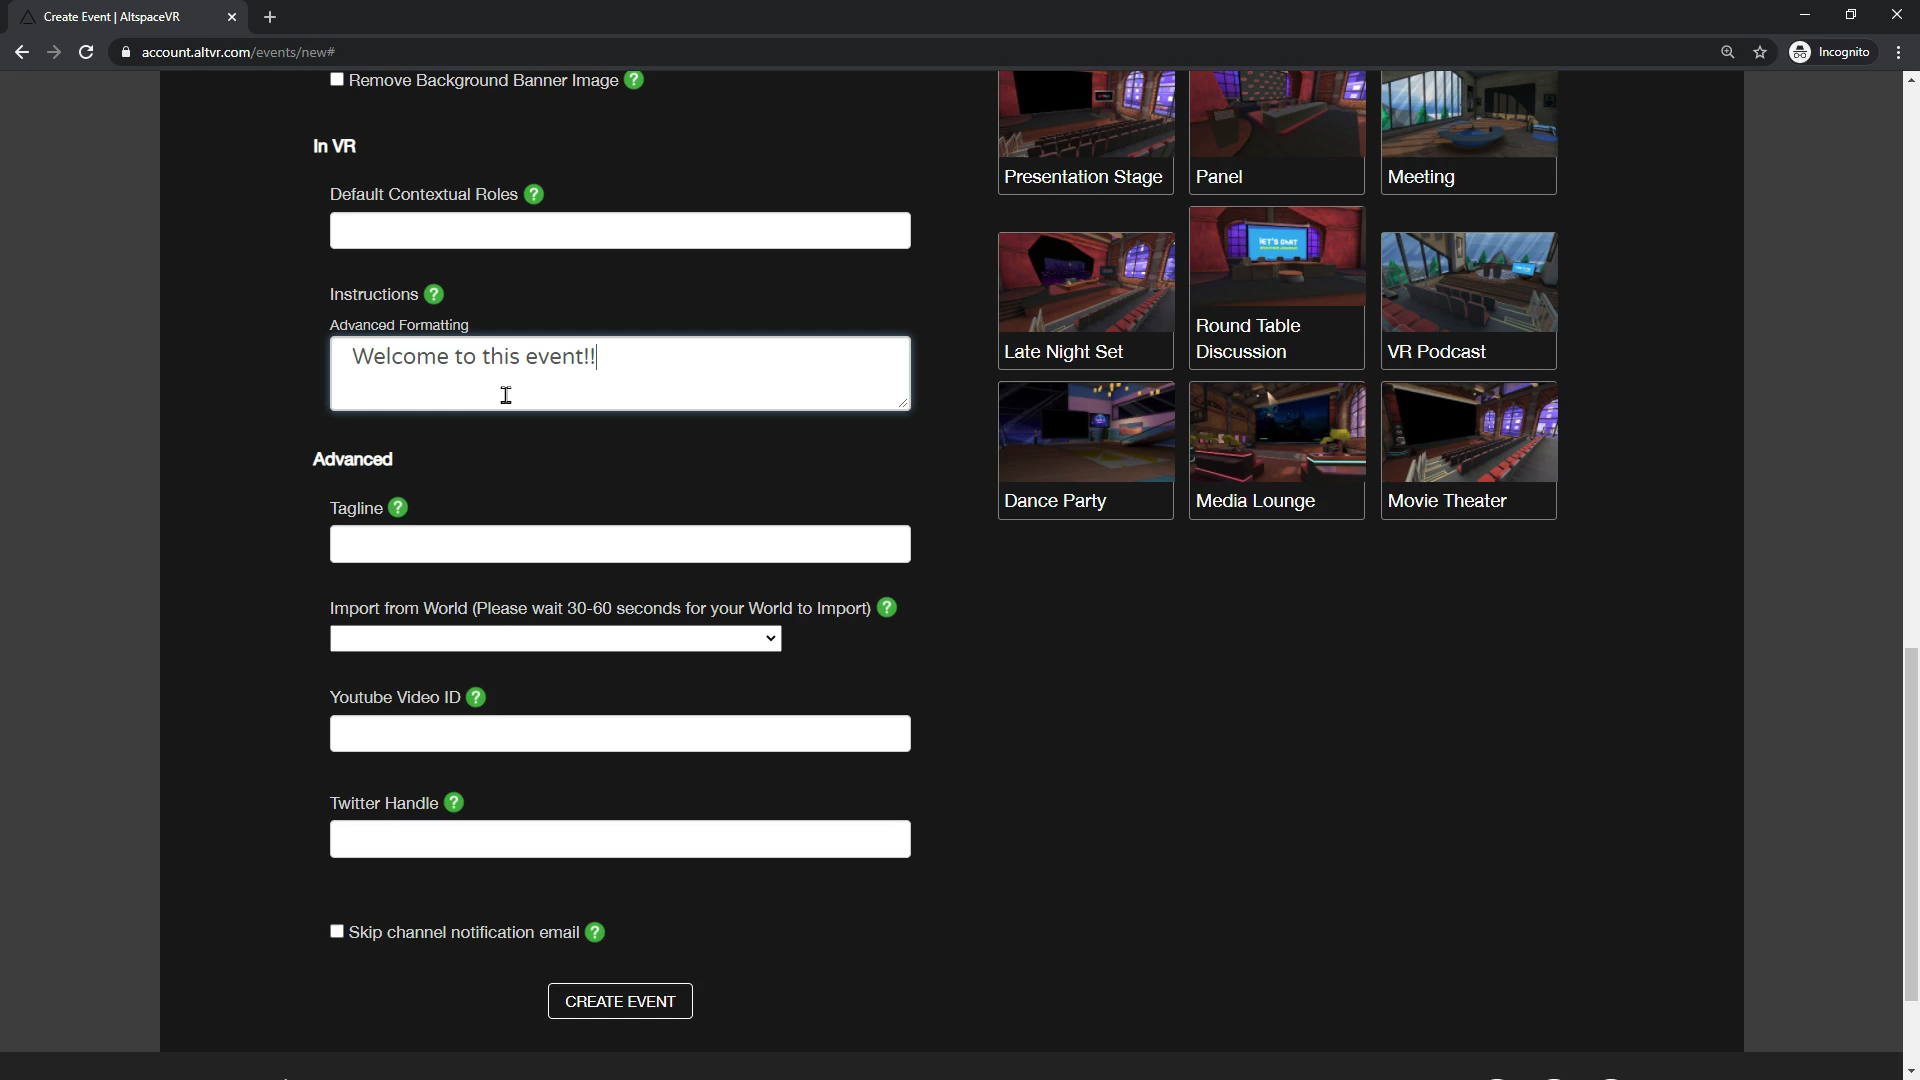 Create Event | AltspaceVR
account.altvr.com/events/new#
Incognito
Remove Background Banner Image ?
In VR
Default Contextual Roles ?
Instructions ?
Advanced Formatting
Welcome to this event!!
Advanced
Tagline ?
Import from World (Please wait 30-60 seconds for your World to Import) ?
Youtube Video ID ?
Twitter Handle ?
Skip channel notification email ?
CREATE EVENT
Presentation Stage
Panel
Meeting
LET'S CHAT
Late Night Set
Round Table
Discussion
VR Podcast
Dance Party
Media Lounge
Movie Theater